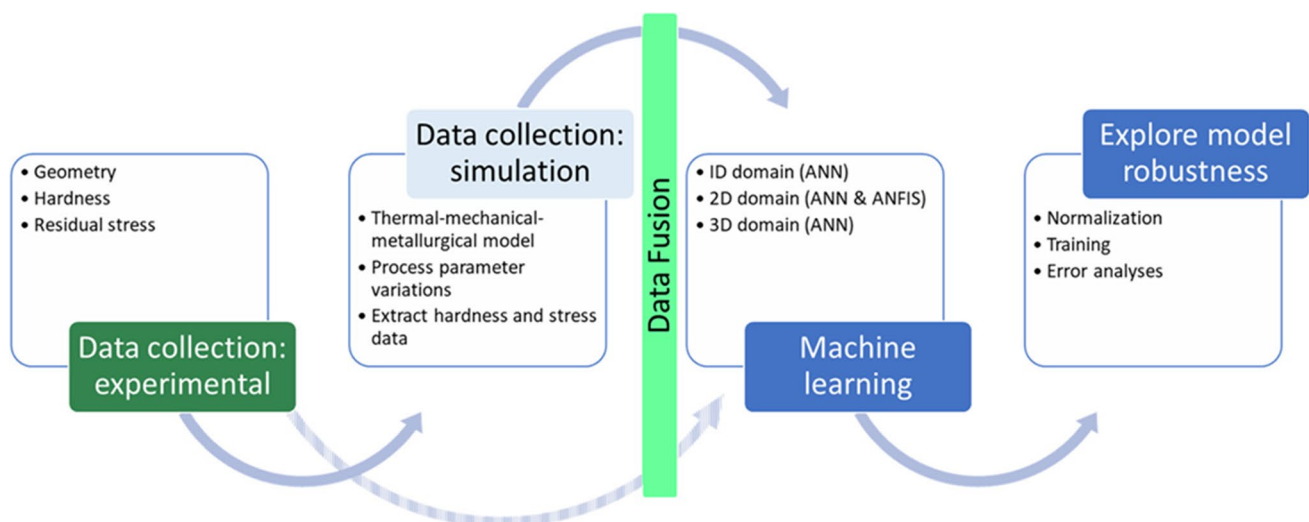 Geometry
Hardness
Residual stress
Data collection:
experimental
Data collection:
simulation
Thermal-mechanical-
metallurgical model
Process parameter
variations
Extract hardness and stress
data
Data Fusion
ID domain (ANN)
2D domain (ANN & ANFIS)
3D domain (ANN)
Machine
learning
Explore model
robustness
Normalization
Training
Error analyses